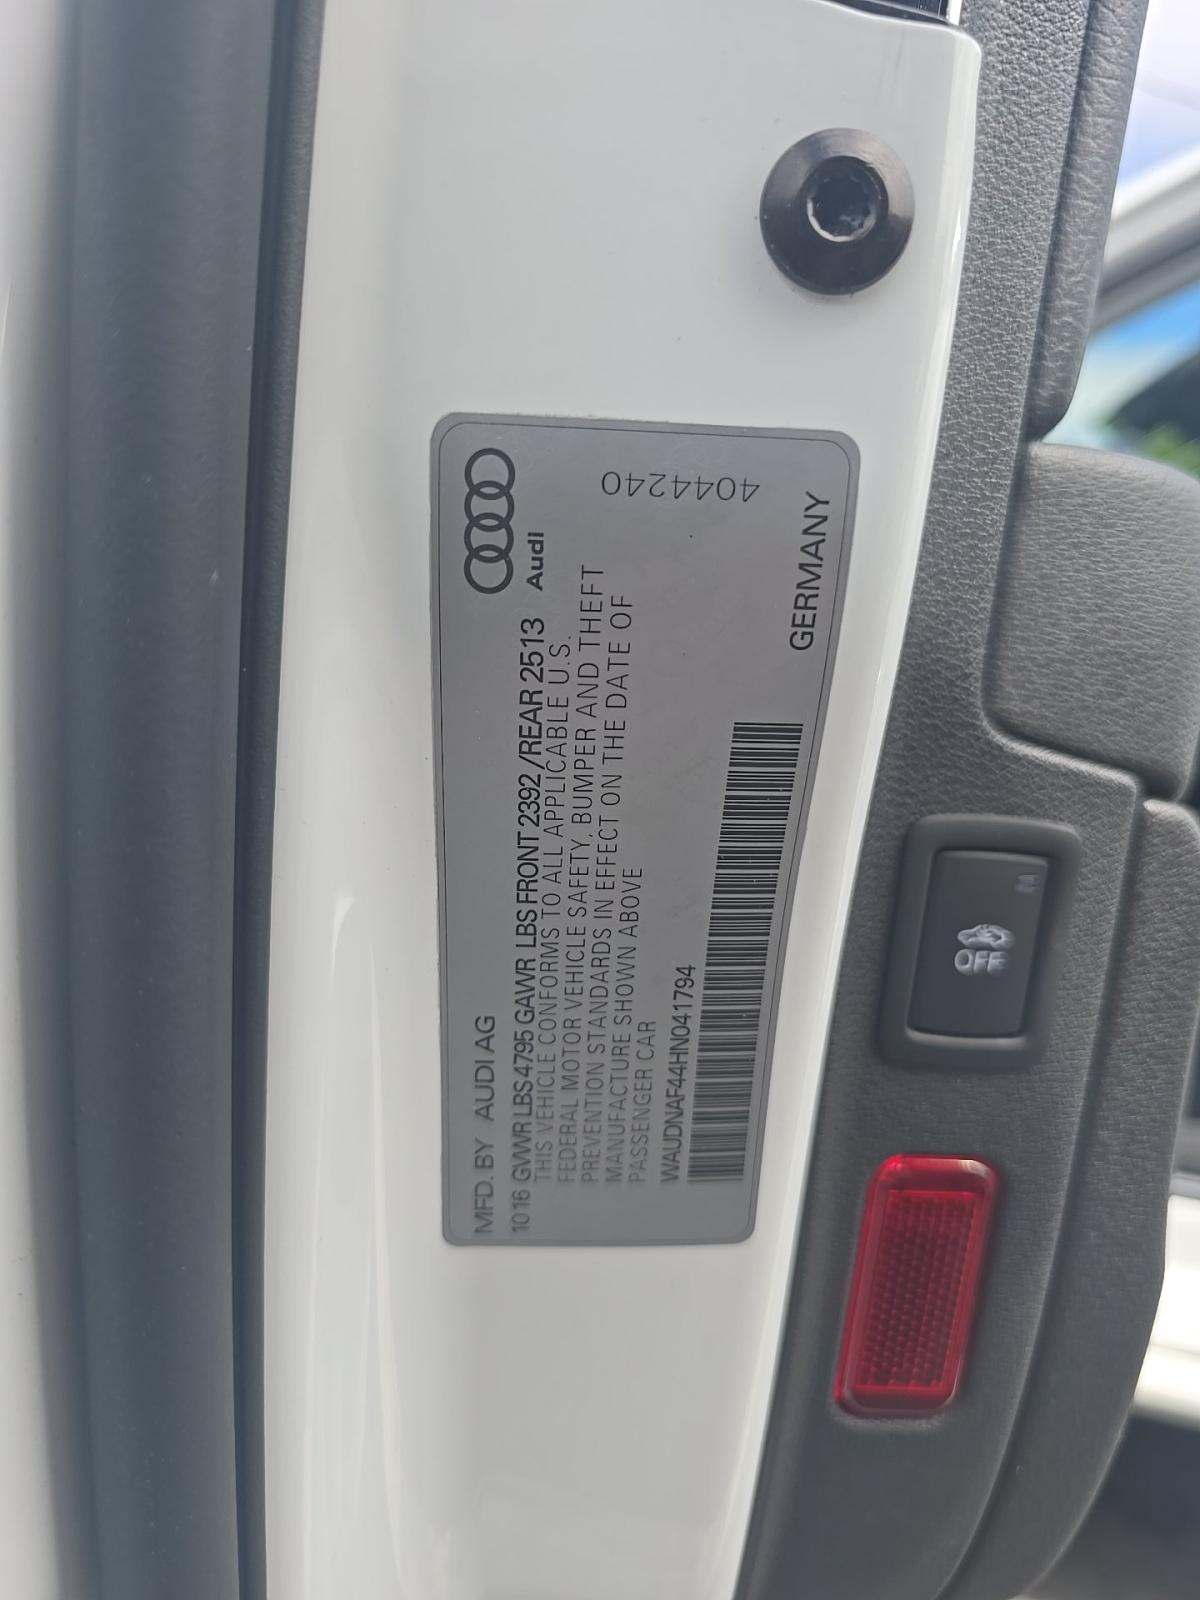 MFD. BY AUDI AG
Audi
1016 GVWR LBS 4795 GAWR LBS FRONT 2392 /REAR 2513
THIS VEHICLE CONFORMS TO ALL APPLICABLE U.S.
FEDERAL MOTOR VEHICLE SAFETY, BUMPER AND THEFT
PREVENTION STANDARDS IN EFFECT ON THE DATE OF
MANUFACTURE SHOWN ABOVE
PASSENGER CAR
WAUDNAF44HN041794
4044240
GERMANY
OFF